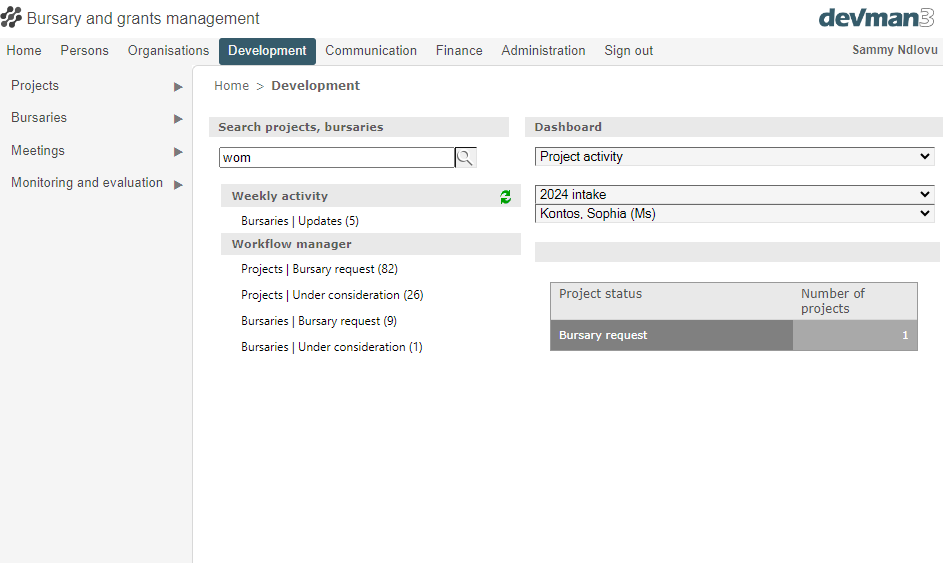 Bursary and grants management
devman3
Home Persons Organisations Development Communication Finance Administration Sign out Sammy Ndlovu
Projects
Bursaries
Meetings
Monitoring and evaluation
Home > Development
Search projects, bursaries
wom
Weekly activity
Bursaries | Updates (5)
Workflow manager
Projects | Bursary request (82)
Projects | Under consideration (26)
Bursaries | Bursary request (9)
Bursaries | Under consideration (1)
Dashboard
Project activity
2024 intake
Kontos, Sophia (Ms)
Project status Number of
projects
Bursary request 1